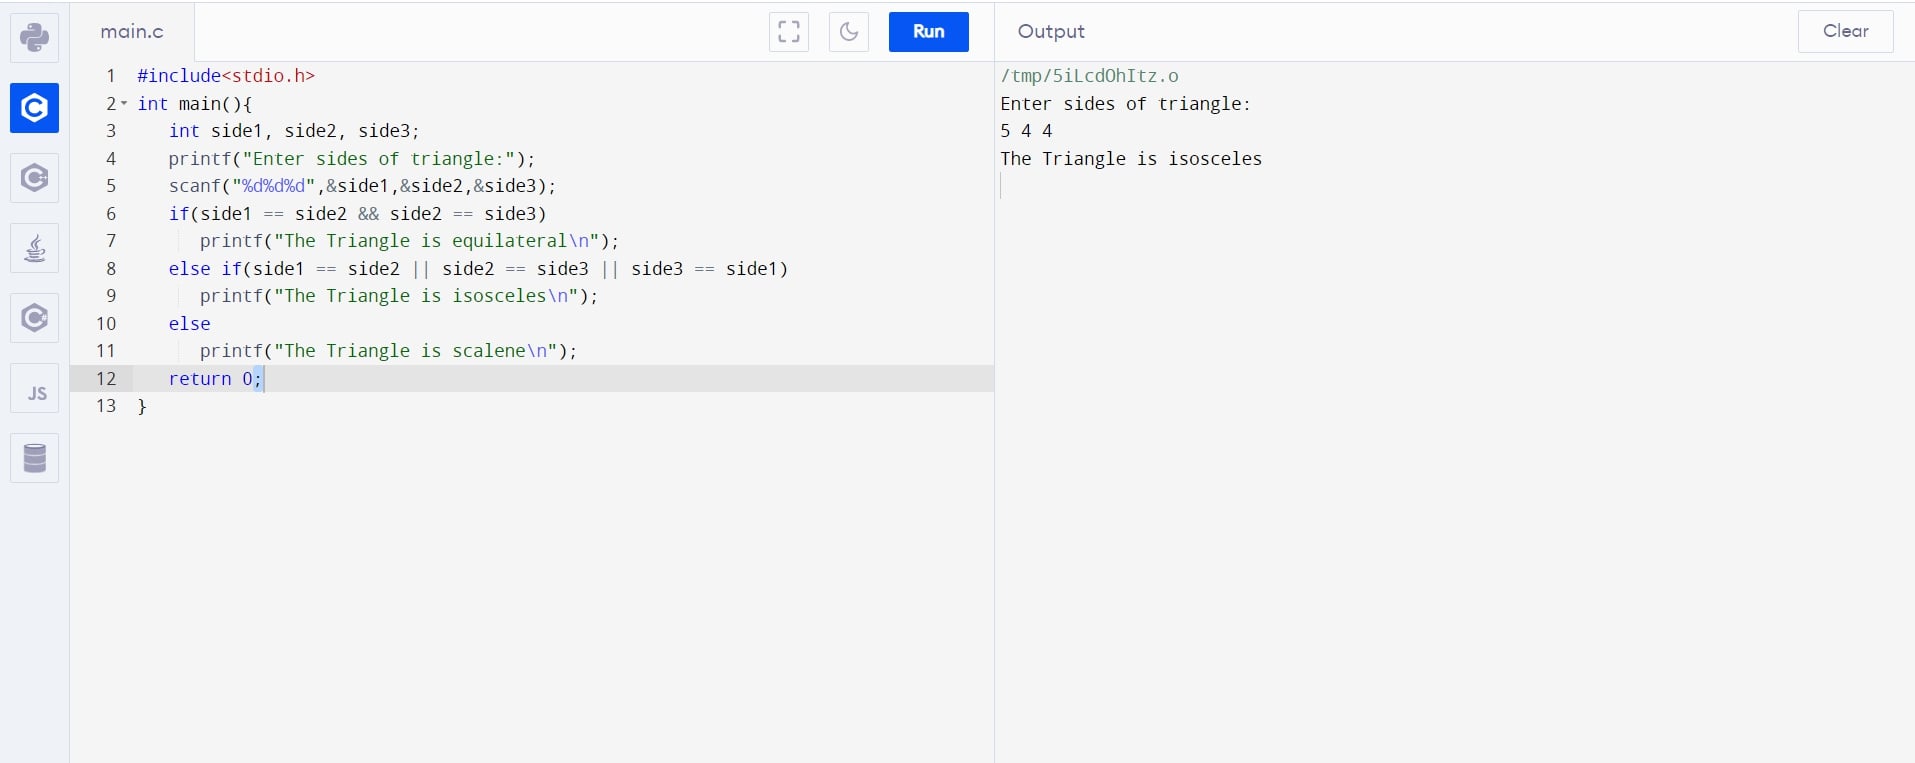 main.c
Run
Output
Clear
1 #include<stdio.h>
2 int main(){
3    int side1, side2, side3;
4    printf("Enter sides of triangle:");
5    scanf("%d%d%d",&side1,&side2,&side3);
6    if(side1 == side2 && side2 == side3)
7       printf("The Triangle is equilateral\n");
8    else if(side1 == side2 || side2 == side3 || side3 == side1)
9       printf("The Triangle is isosceles\n");
10    else
11       printf("The Triangle is scalene\n");
12    return 0;
13 }
/tmp/5iLcdOhItz.o
Enter sides of triangle:
5 4 4
The Triangle is isosceles
C
C++
C#
JS